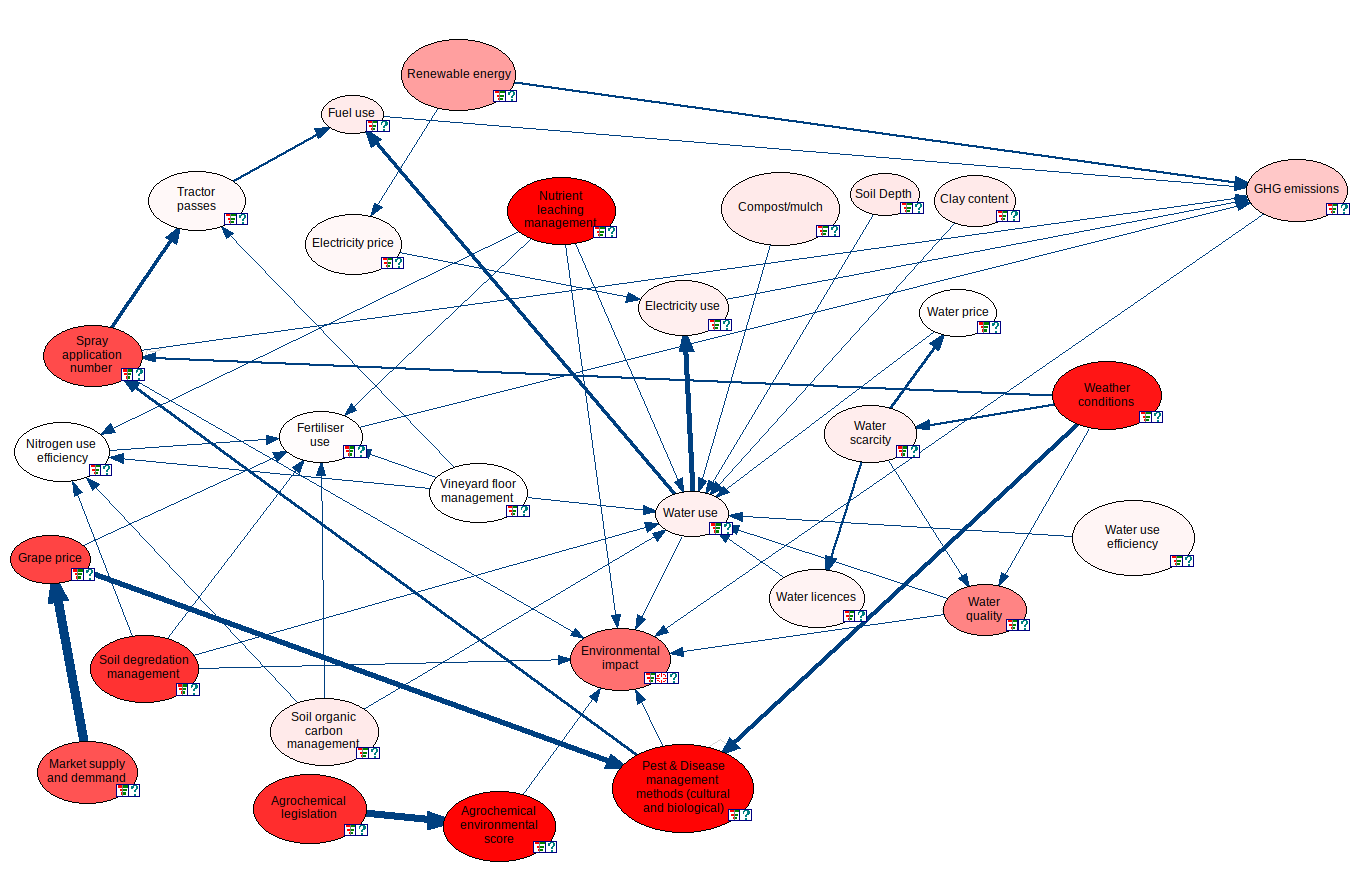 Renewable energy
Fuel use
GHG emissions
Tractor
passes
Nutrient
leaching
management
Compost/mulch
Soil Depth
Clay content
Electricity price
Electricity use
Water price
Spray
application
number
Weather
conditions
Nitrogen use
efficiency
Fertiliser
use
Water
scarcity
Vineyard floor
management
Water use
Water use
efficiency
Grape price
Water licences
Water
quality
Soil degredation
management
Environmental
impact
Soil organic
carbon
management
Market supply
and demmand
Pest & Disease
management
methods (cultural
and biological)
Agrochemical
legislation
Agrochemical
environmental
score